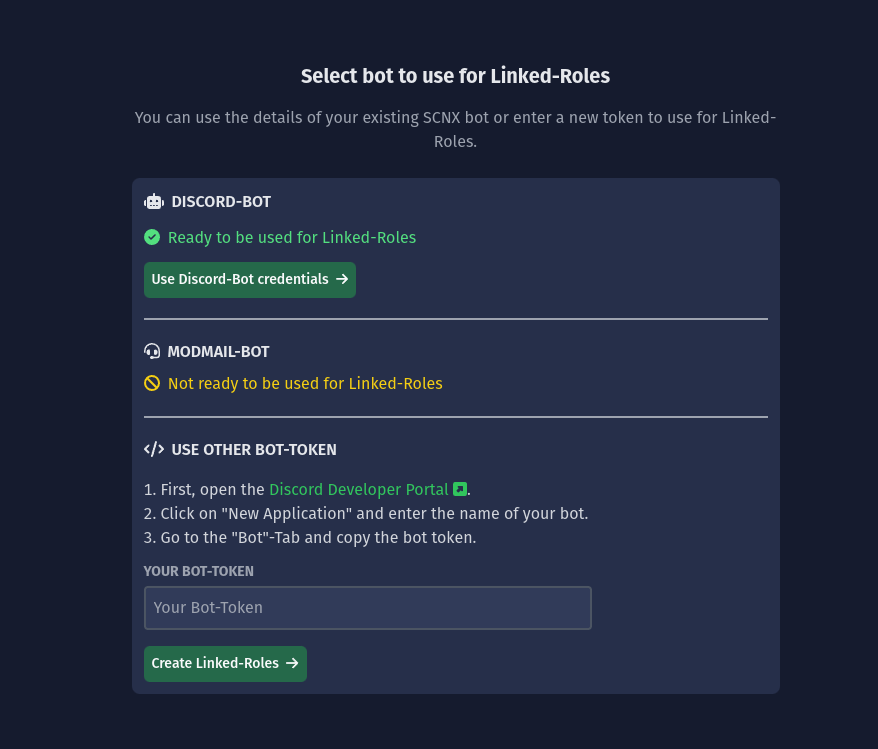 Select bot to use for Linked-Roles
You can use the details of your existing SCNX bot or enter a new token to use for Linked-
Roles.
DISCORD-BOT
Ready to be used for Linked-Roles
Use Discord-Bot credentials →
MODMAIL-BOT
Not ready to be used for Linked-Roles
</> USE OTHER BOT-TOKEN
1. First, open the Discord Developer Portal .
2. Click on "New Application" and enter the name of your bot.
3. Go to the "Bot"-Tab and copy the bot token.
YOUR BOT-TOKEN
Your Bot-Token
Create Linked-Roles →